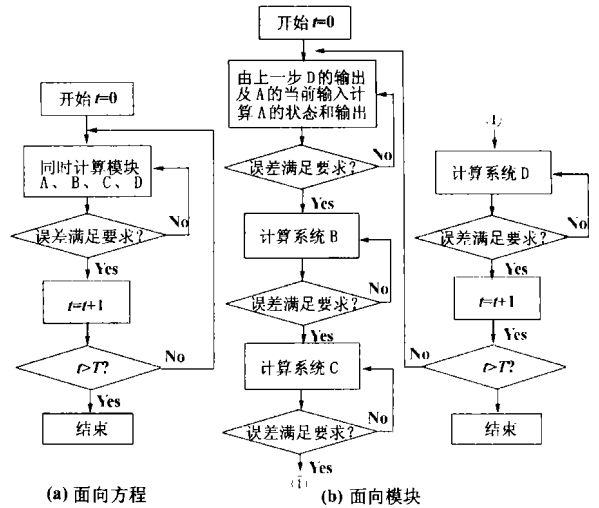 开始 t=0
同时计算模块
A、B、C、D
误差满足要求?
No
Yes
t=t+1
t>T?
No
Yes
结束
(a) 面向方程
开始 t=0
由上一步 D 的输出
及 A 的当前输入计
算 A 的状态和输出
误差满足要求?
No
Yes
计算系统 B
误差满足要求?
No
Yes
计算系统 C
误差满足要求?
No
Yes
(1)
(1)
计算系统 D
误差满足要求?
No
Yes
t=t+1
Yes
t>T?
No
Yes
结束
(b) 面向模块